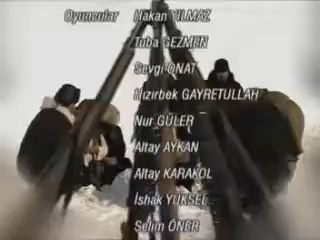 Oyuncular Hakan YILMAZ
Tuba GEZMEN
Sevgi ONAT
Hızırbek GAYRETULLAH
Nur GÜLER
Altay AYKAN
Altay KARAKOL
İshak YÜKSEL
Selim ÖNER